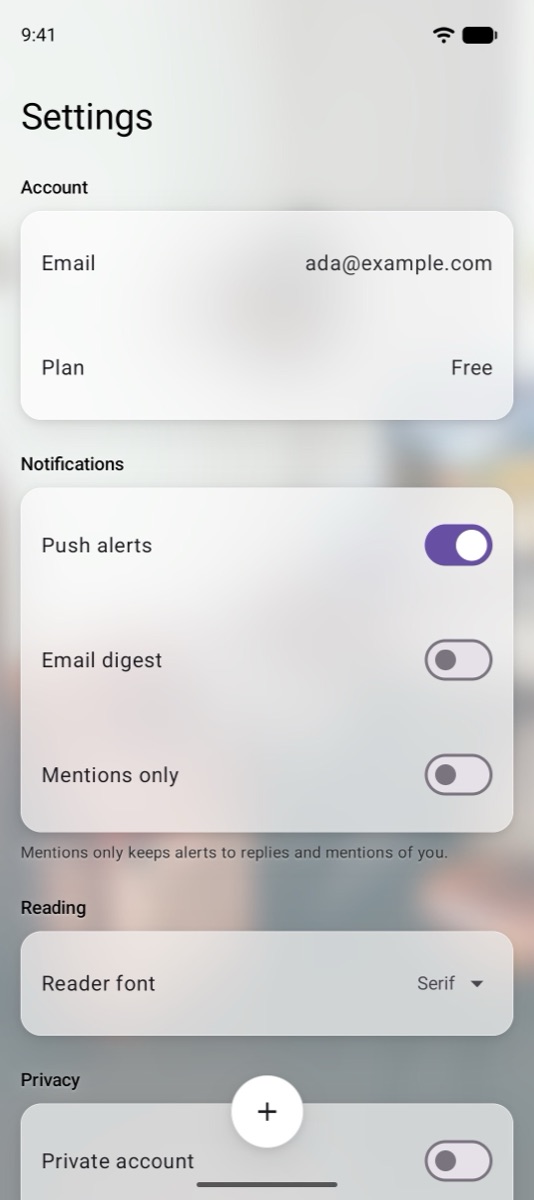 9:41
Settings
Account
Email ada@example.com
Plan Free
Notifications
Push alerts
Email digest
Mentions only
Mentions only keeps alerts to replies and mentions of you.
Reading
Reader font Serif
Privacy
+
Private account